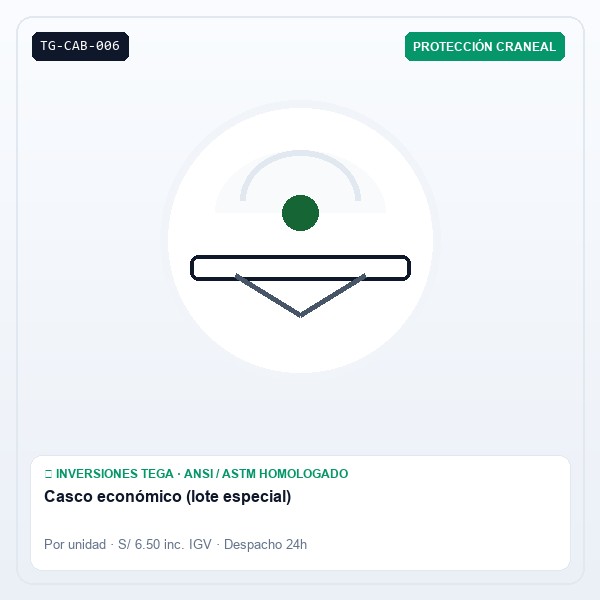 TG-CAB-006
PROTECCIÓN CRANEAL
INVERSIONES TEGA · ANSI / ASTM HOMOLOGADO
Casco económico (lote especial)
Por unidad · S/ 6.50 inc. IGV · Despacho 24h